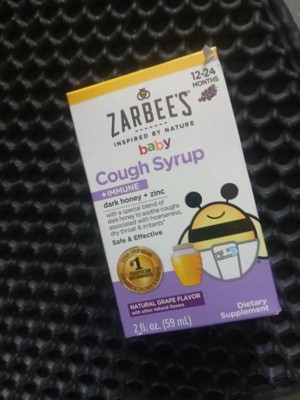 12-24
MONTHS
ZARBEE'S
INSPIRED BY NATURE
baby
Cough Syrup
+ IMMUNE
dark honey + zinc
with a special blend of
dark honey to soothe coughs
associated with hoarseness,
dry throat & irritants*
Safe & Effective
#1
NATURAL GRAPE FLAVOR
with other natural flavors
2 fl. oz. (59 mL)
Dietary
Supplement